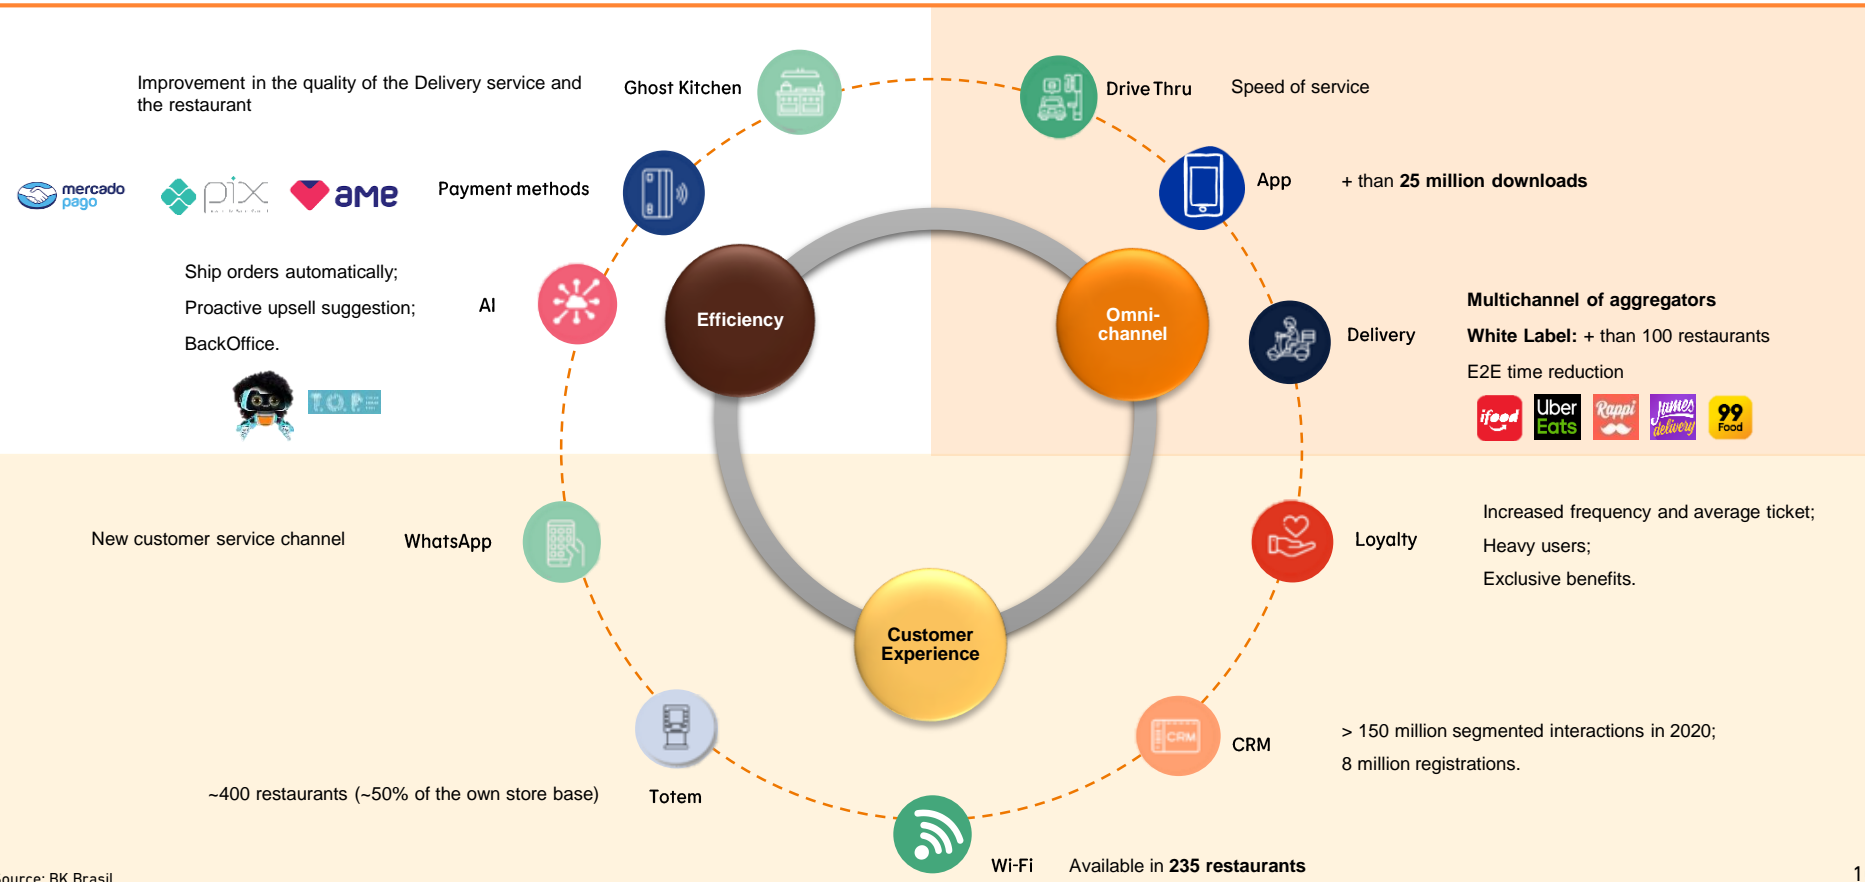 Improvement in the quality of the Delivery service and
the restaurant
Ghost Kitchen
Drive Thru
Speed of service
mercado
pago
pix
ame
Payment methods
App
+ than 25 million downloads
Ship orders automatically;
Proactive upsell suggestion;
BackOffice.
AI
T.O.P.
Efficiency
Omni-
channel
Delivery
Multichannel of aggregators
White Label: + than 100 restaurants
E2E time reduction
ifood
Uber
Eats
Rappi
James
delivery
99
Food
New customer service channel
WhatsApp
Loyalty
Increased frequency and average ticket;
Heavy users;
Exclusive benefits.
Customer
Experience
CRM
CRM
> 150 million segmented interactions in 2020;
8 million registrations.
~400 restaurants (~50% of the own store base)
Totem
Wi-Fi
Available in 235 restaurants
Source: BK Brasil
1